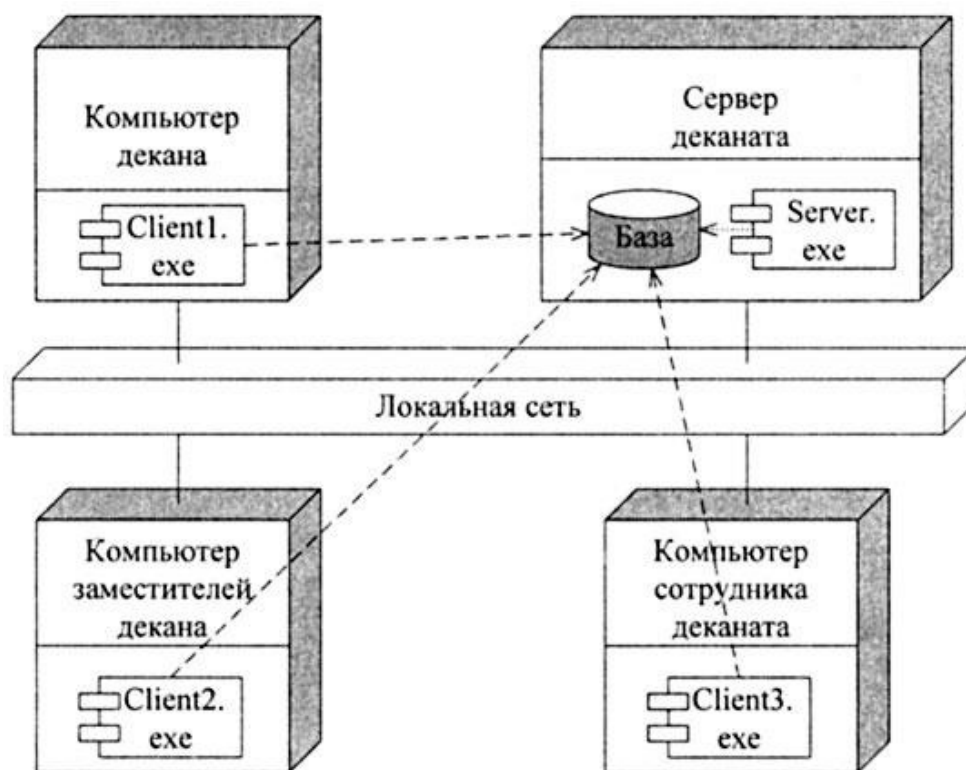 Компьютер
декана
Client1.
exe
Сервер
деканата
База
Server.
exe
Локальная сеть
Компьютер
заместителей
декана
Client2.
exe
Компьютер
сотрудника
деканата
Client3.
exe